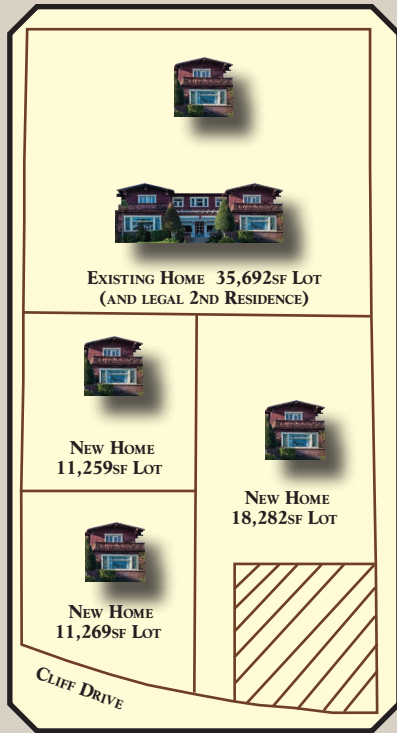 Existing Home 35,692sf Lot
(and legal 2nd Residence)
New Home
11,259sf Lot
New Home
18,282sf Lot
New Home
11,269sf Lot
Cliff Drive